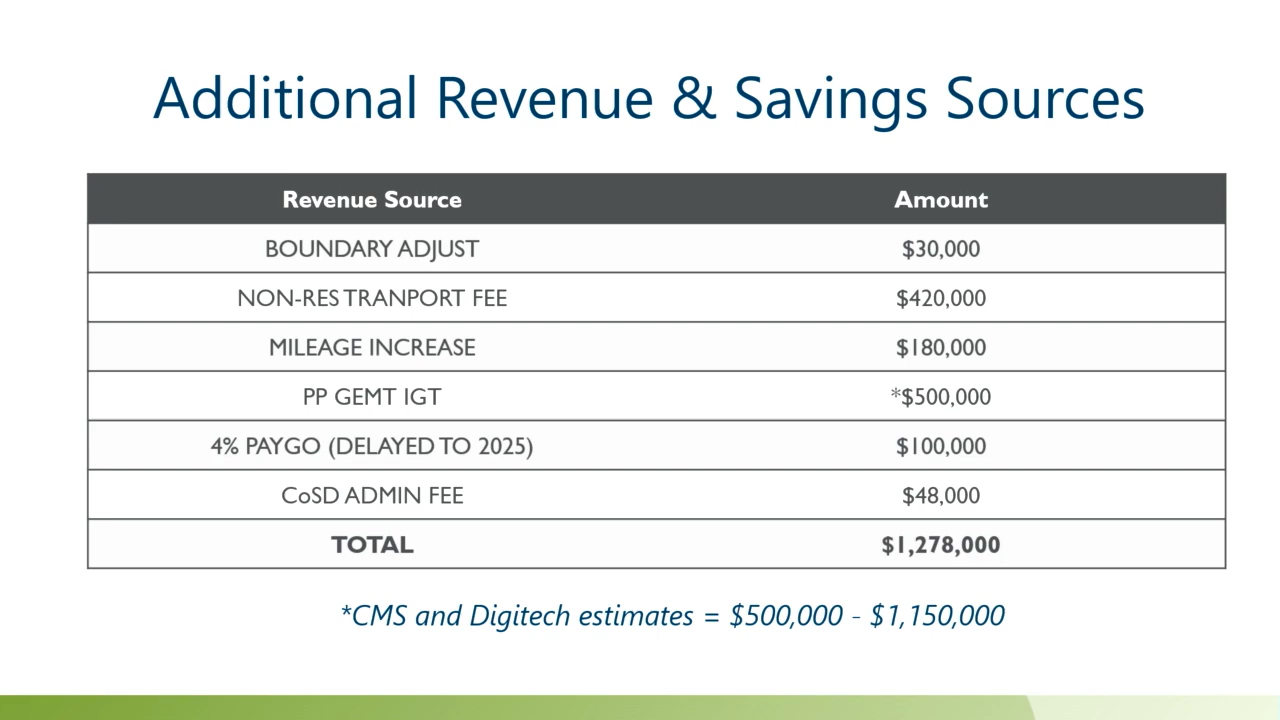 Additional Revenue & Savings Sources
Revenue Source Amount
BOUNDARY ADJUST $30,000
NON-RES TRANPORT FEE $420,000
MILEAGE INCREASE $180,000
PP GEMT IGT *$500,000
4% PAYGO (DELAYED TO 2025) $100,000
CoSD ADMIN FEE $48,000
TOTAL $1,278,000
*CMS and Digitech estimates = $500,000 - $1,150,000